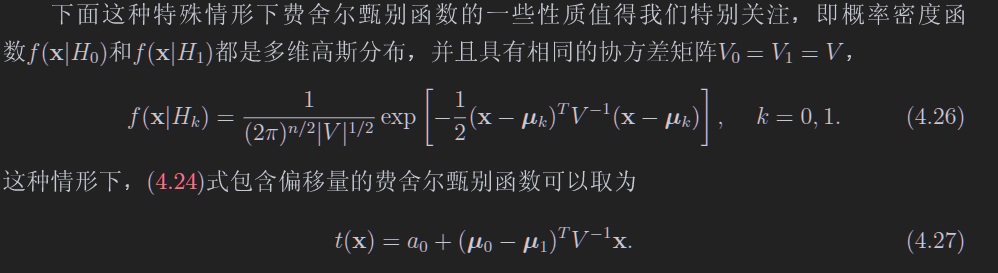 下面这种特殊情形下费舍尔甄别函数的一些性质值得我们特别关注，即概率密度函
数f(x|H₀)和f(x|H₁)都是多维高斯分布，并且具有相同的协方差矩阵V₀ = V₁ = V，
f(x|Hₖ) = 1/((2π)^{n/2}|V|^{1/2}) exp[−1/2(x − μₖ)ᵀV⁻¹(x − μₖ)], k = 0, 1. (4.26)
这种情形下，(4.24)式包含偏移量的费舍尔甄别函数可以取为
t(x) = a₀ + (μ₀ − μ₁)ᵀV⁻¹x. (4.27)